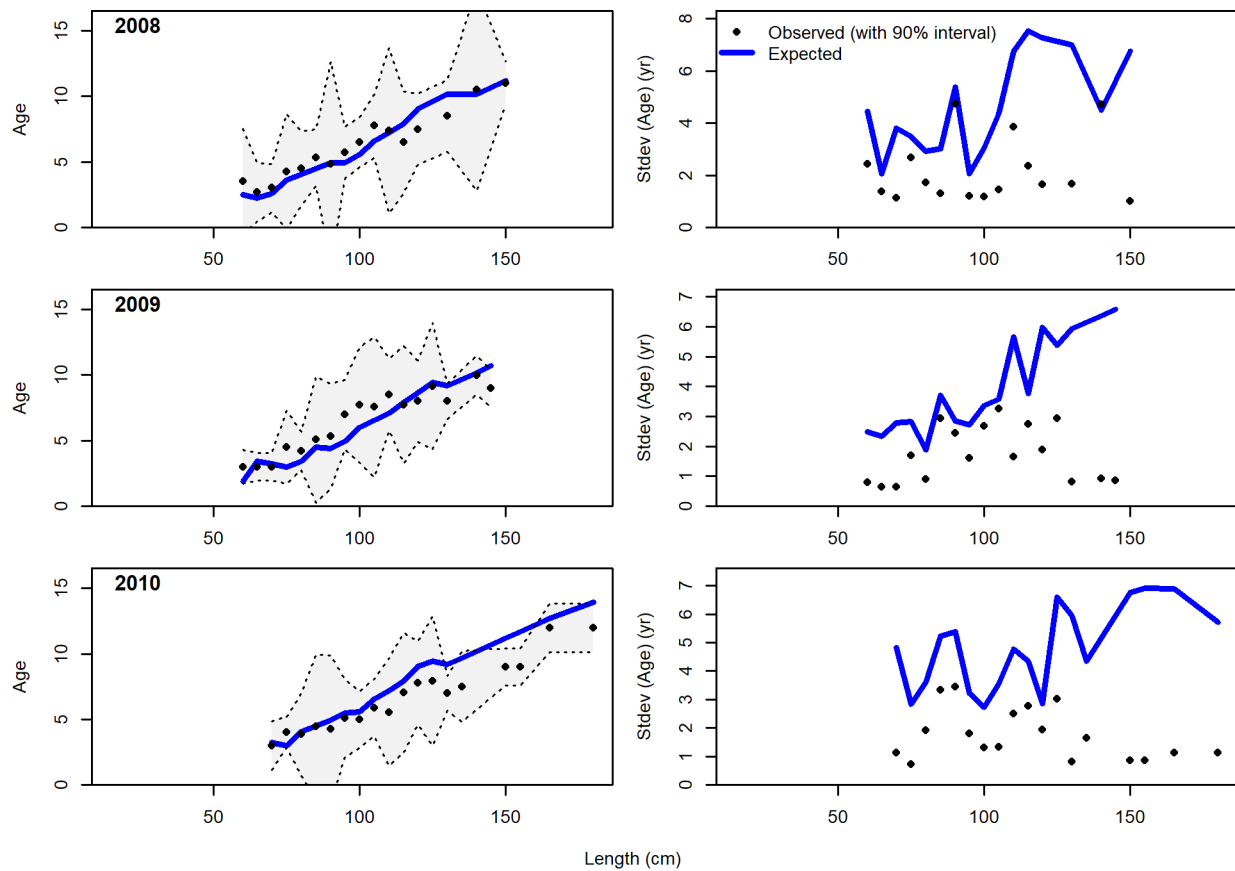 2008
Age
0 5 10 15
50 100 150
Observed (with 90% interval)
Expected
Stdev (Age) (yr)
0 2 4 6 8
50 100 150
2009
Age
0 5 10 15
50 100 150
Stdev (Age) (yr)
0 1 2 3 4 5 6 7
50 100 150
2010
Age
0 5 10 15
50 100 150
Stdev (Age) (yr)
0 1 2 3 4 5 6 7
50 100 150
Length (cm)